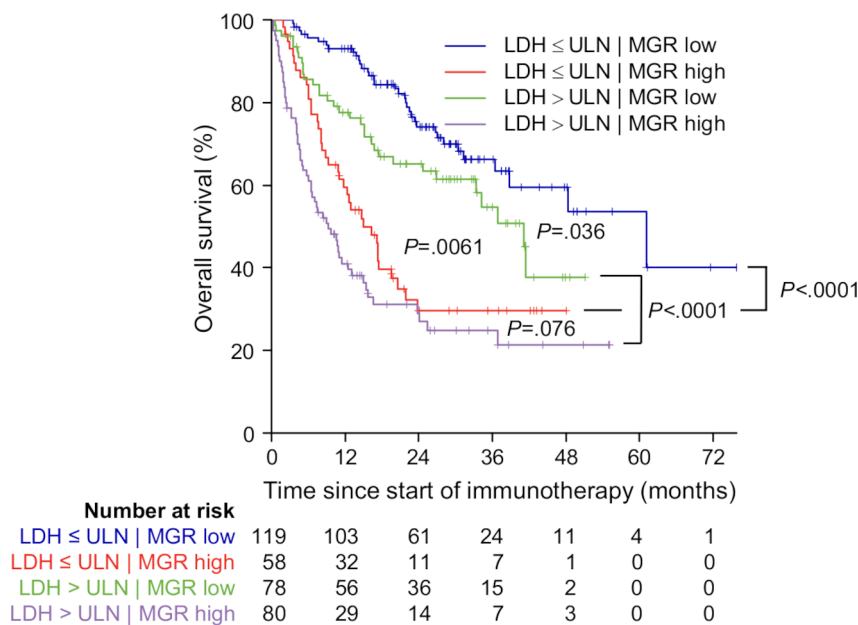 100
80
60
40
20
0
Overall survival (%)
LDH ≤ ULN | MGR low
LDH ≤ ULN | MGR high
LDH > ULN | MGR low
LDH > ULN | MGR high
P=.0061
P=.036
P=.076
P<.0001
P<.0001
0 12 24 36 48 60 72
Time since start of immunotherapy (months)
Number at risk
LDH ≤ ULN | MGR low 119 103 61 24 11 4 1
LDH ≤ ULN | MGR high 58 32 11 7 1 0 0
LDH > ULN | MGR low 78 56 36 15 2 0 0
LDH > ULN | MGR high 80 29 14 7 3 0 0